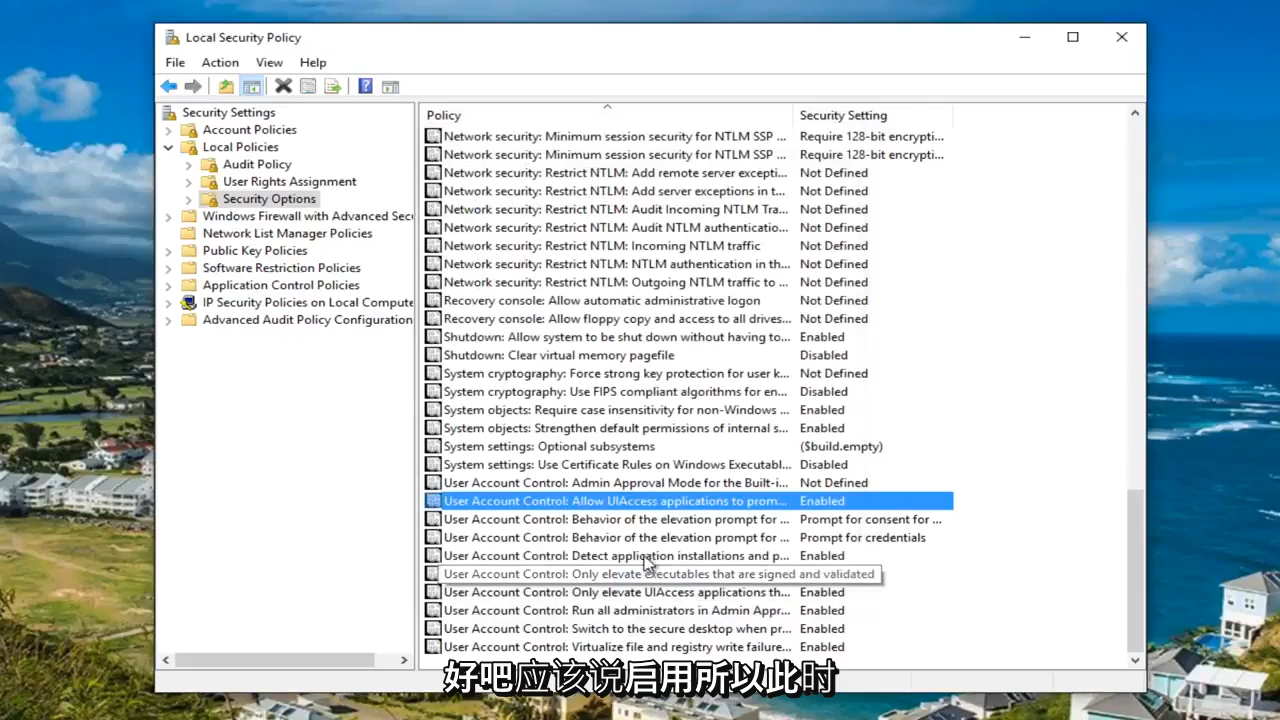 Local Security Policy
File Action View Help
Security Settings
Account Policies
Local Policies
Audit Policy
User Rights Assignment
Security Options
Windows Firewall with Advanced Secu
Network List Manager Policies
Public Key Policies
Software Restriction Policies
Application Control Policies
IP Security Policies on Local Compute
Advanced Audit Policy Configuration
Policy Security Setting
Network security: Minimum session security for NTLM SSP ... Require 128-bit encrypti...
Network security: Minimum session security for NTLM SSP ... Require 128-bit encrypti...
Network security: Restrict NTLM: Add remote server excepti... Not Defined
Network security: Restrict NTLM: Add server exceptions in t... Not Defined
Network security: Restrict NTLM: Audit Incoming NTLM Tra... Not Defined
Network security: Restrict NTLM: Audit NTLM authenticatio... Not Defined
Network security: Restrict NTLM: Incoming NTLM traffic Not Defined
Network security: Restrict NTLM: NTLM authentication in th... Not Defined
Network security: Restrict NTLM: Outgoing NTLM traffic to ... Not Defined
Recovery console: Allow automatic administrative logon Not Defined
Recovery console: Allow floppy copy and access to all drives... Not Defined
Shutdown: Allow system to be shut down without having to... Enabled
Shutdown: Clear virtual memory pagefile Disabled
System cryptography: Force strong key protection for user k... Not Defined
System cryptography: Use FIPS compliant algorithms for en... Disabled
System objects: Require case insensitivity for non-Windows ... Enabled
System objects: Strengthen default permissions of internal s... Enabled
System settings: Optional subsystems ($build.empty)
System settings: Use Certificate Rules on Windows Executabl... Disabled
User Account Control: Admin Approval Mode for the Built-i... Not Defined
User Account Control: Allow UIAccess applications to prom... Enabled
User Account Control: Behavior of the elevation prompt for ... Prompt for consent for ...
User Account Control: Behavior of the elevation prompt for ... Prompt for credentials
User Account Control: Detect application installations and p... Enabled
User Account Control: Only elevate executables that are signed and validated
User Account Control: Only elevate UIAccess applications th... Enabled
User Account Control: Run all administrators in Admin Appr... Enabled
User Account Control: Switch to the secure desktop when pr... Enabled
User Account Control: Virtualize file and registry write failure... Enabled
好吧应该说启用所以此时